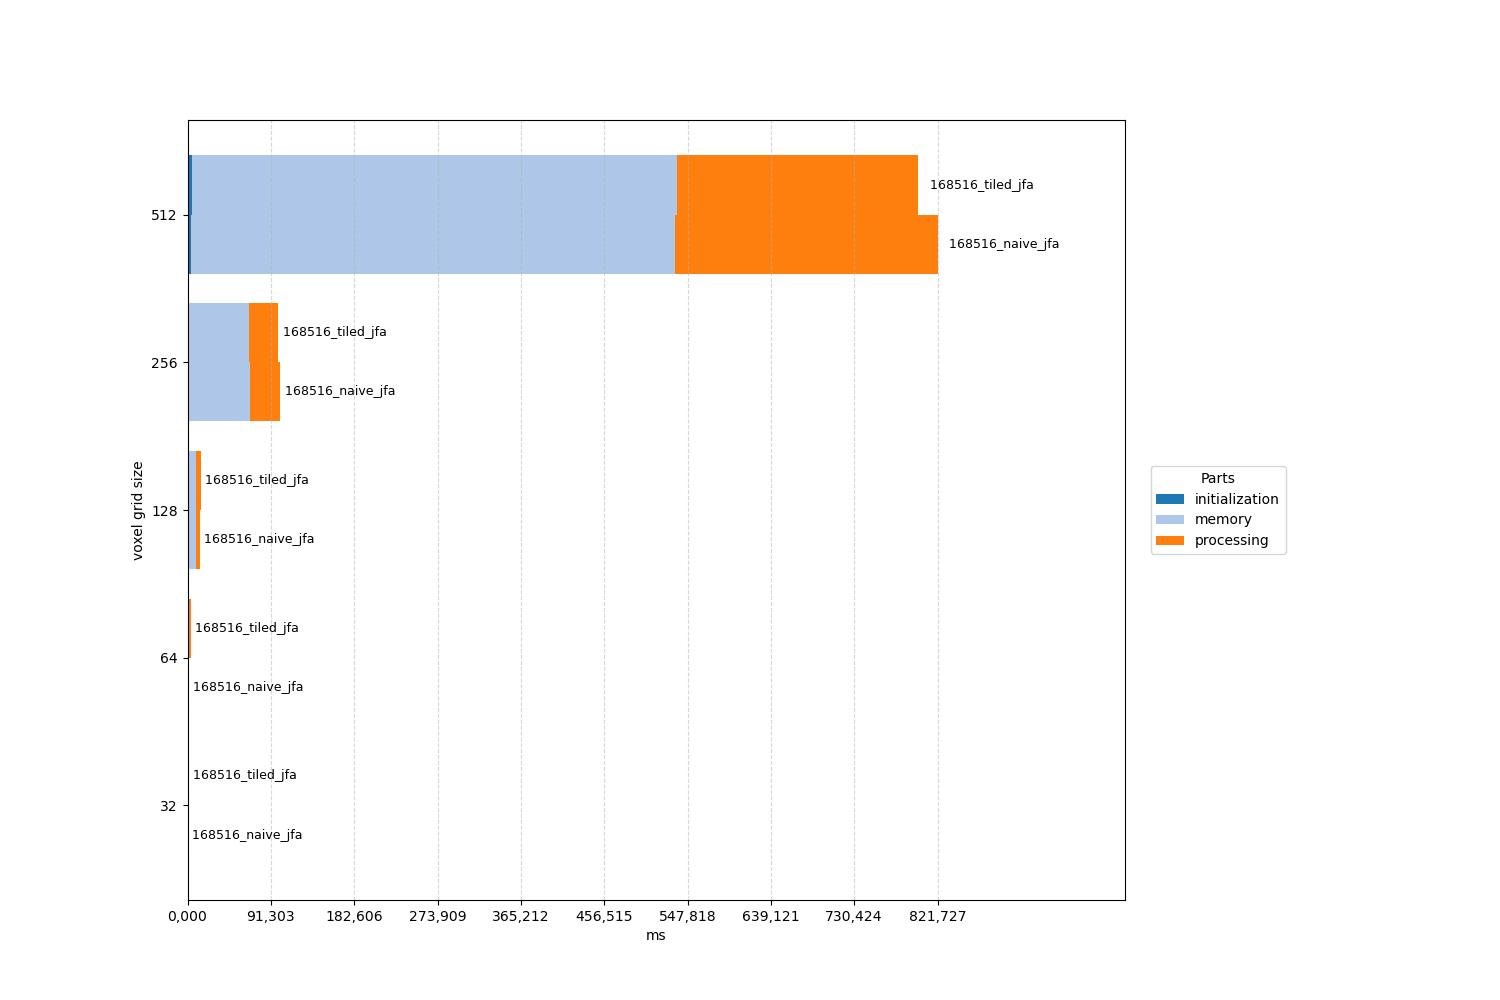 168516_tiled_jfa
512
168516_naive_jfa
168516_tiled_jfa
256
168516_naive_jfa
voxel grid size
168516_tiled_jfa
128
168516_naive_jfa
Parts
initialization
memory
processing
168516_tiled_jfa
64
168516_naive_jfa
168516_tiled_jfa
32
168516_naive_jfa
0,000 91,303 182,606 273,909 365,212 456,515 547,818 639,121 730,424 821,727
ms